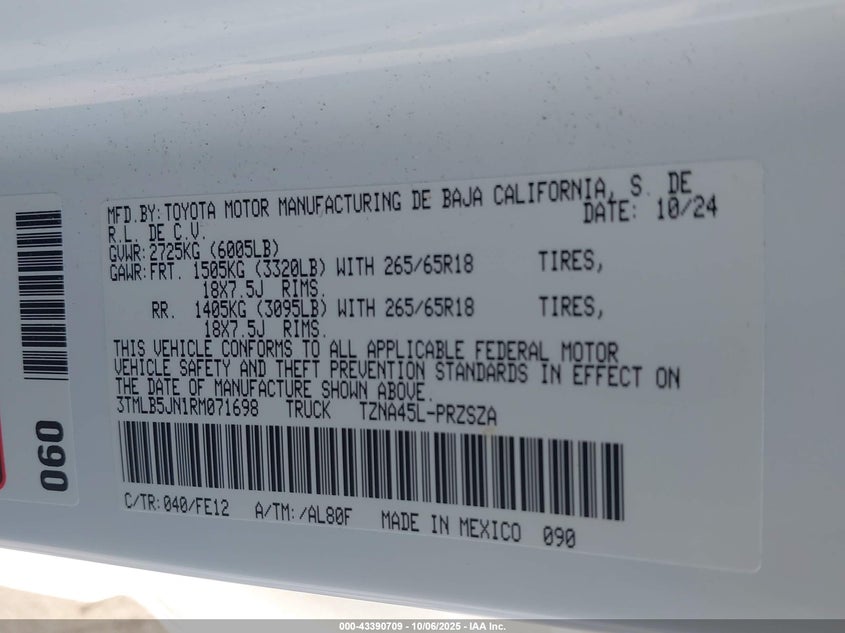 MFD.BY:TOYOTA MOTOR MANUFACTURING DE BAJA CALIFORNIA, S. DE
R.L. DE C.V. DATE: 10/24
GVWR:2725KG (6005LB)
GAWR:FRT. 1505KG (3320LB) WITH 265/65R18 TIRES,
18X7.5J RIMS.
RR. 1405KG (3095LB) WITH 265/65R18 TIRES,
18X7.5J RIMS.
THIS VEHICLE CONFORMS TO ALL APPLICABLE FEDERAL MOTOR
VEHICLE SAFETY AND THEFT PREVENTION STANDARDS IN EFFECT ON
THE DATE OF MANUFACTURE SHOWN ABOVE.
3TMLB5JN1RM071698 TRUCK TZNA45L-PRZSZA
C/TR:040/FE12 A/TM:/AL80F MADE IN MEXICO 090
060
000-43390709 - 10/06/2025 - IAA Inc.